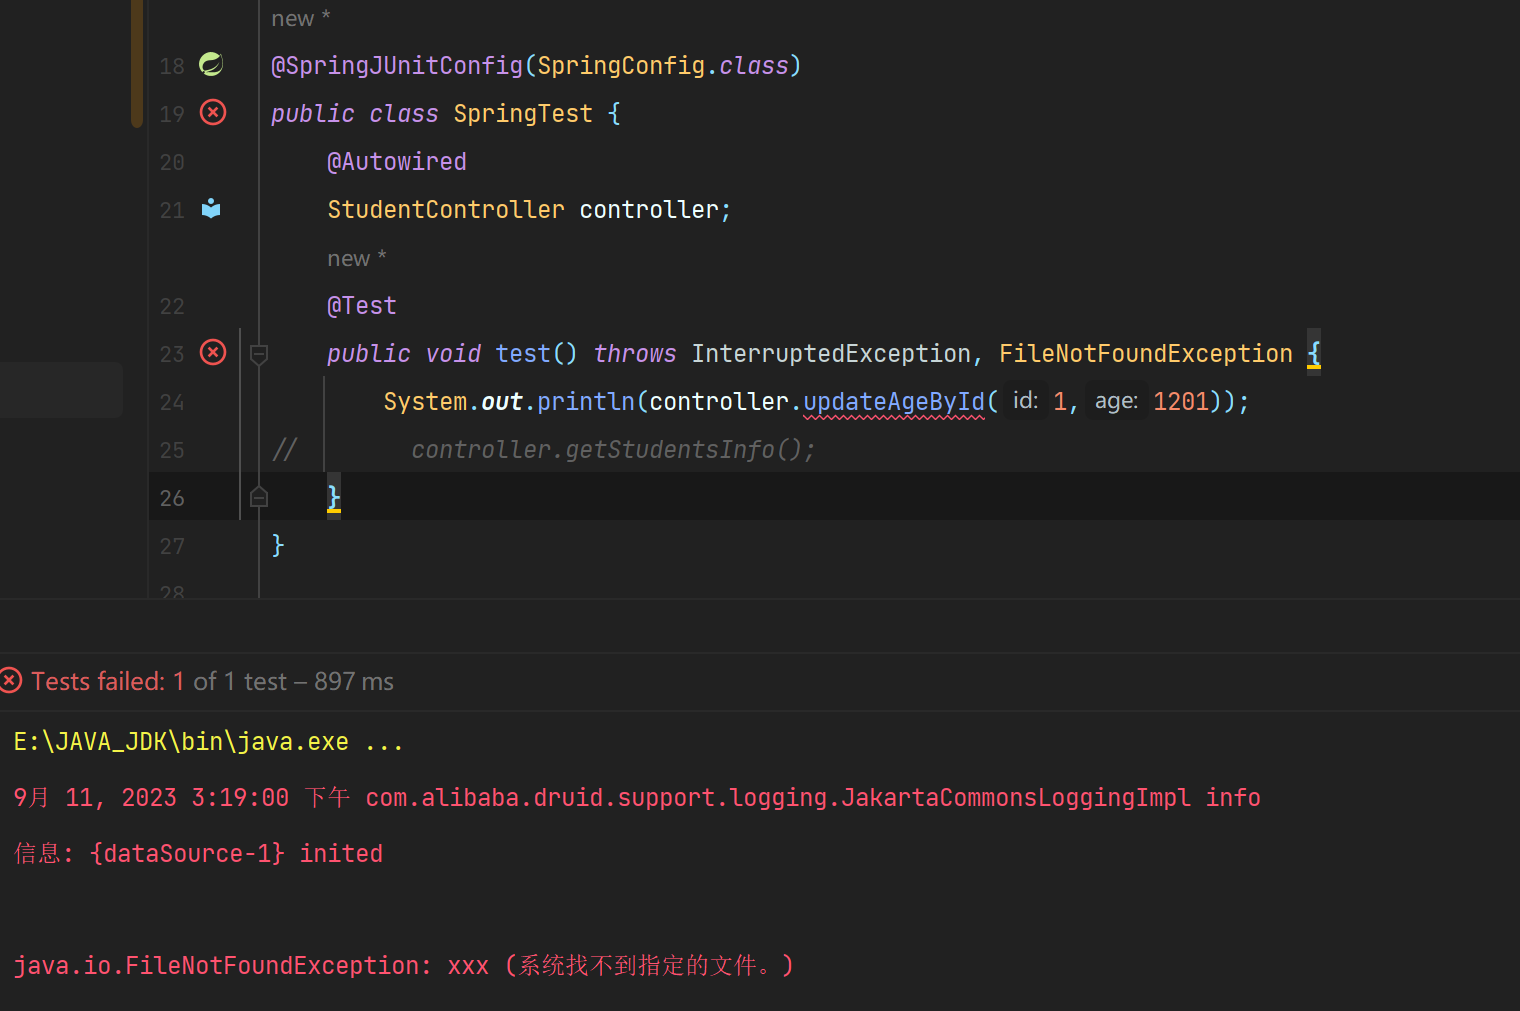 new *
18 @SpringJUnitConfig(SpringConfig.class)
19 public class SpringTest {
20 @Autowired
21 StudentController controller;
new *
22 @Test
23 public void test() throws InterruptedException, FileNotFoundException {
24 System.out.println(controller.updateAgeById( id: 1, age: 1201));
25 // controller.getStudentsInfo();
26 }
27 }
28
Tests failed: 1 of 1 test – 897 ms
E:\JAVA_JDK\bin\java.exe ...
9月 11, 2023 3:19:00 下午 com.alibaba.druid.support.logging.JakartaCommonsLoggingImpl info
信息: {dataSource-1} inited
java.io.FileNotFoundException: xxx (系统找不到指定的文件。)